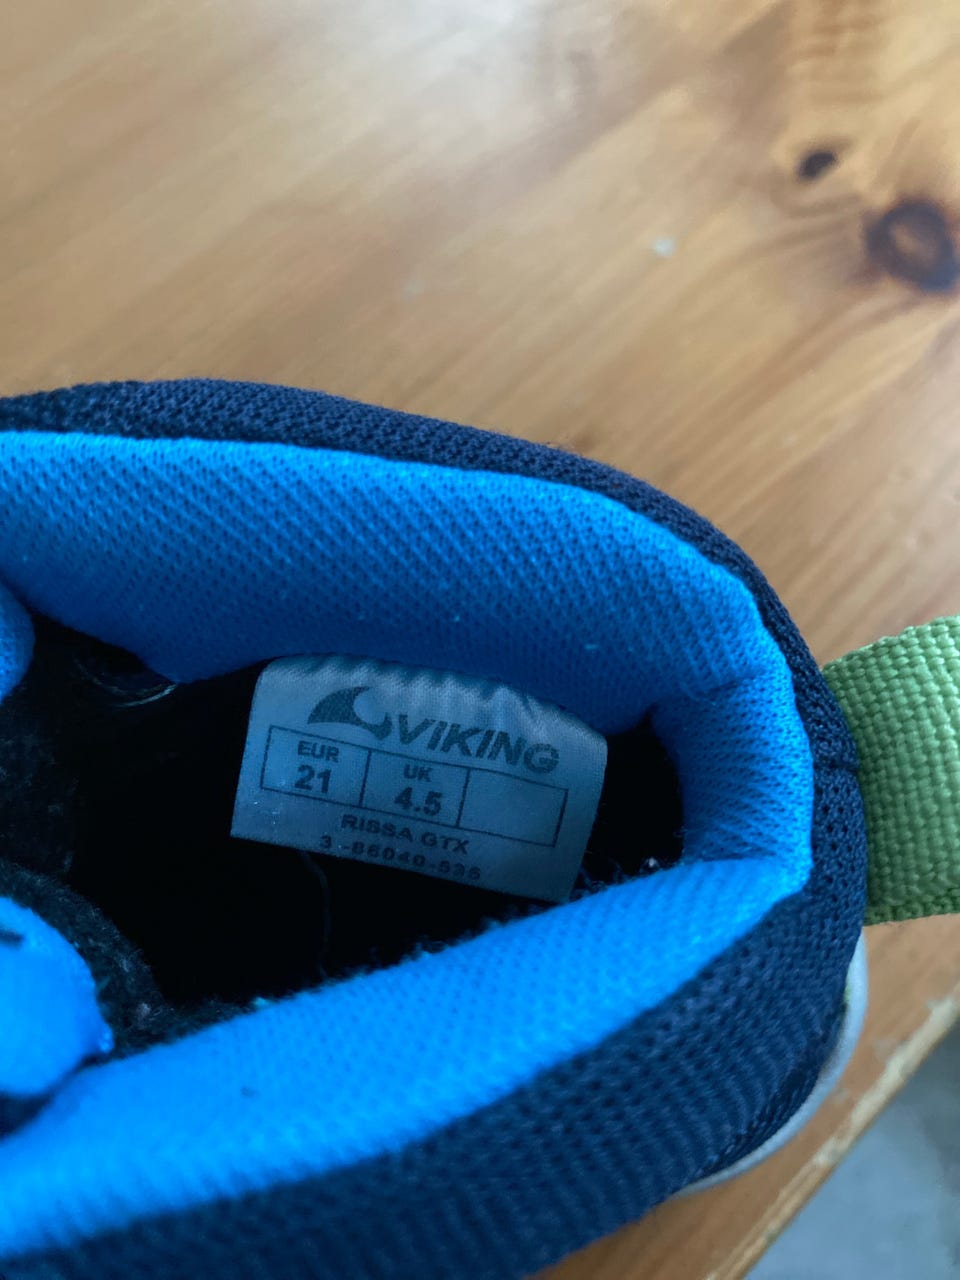 VIKING
EUR UK
21 4.5
RISSA GTX
3-86040-535